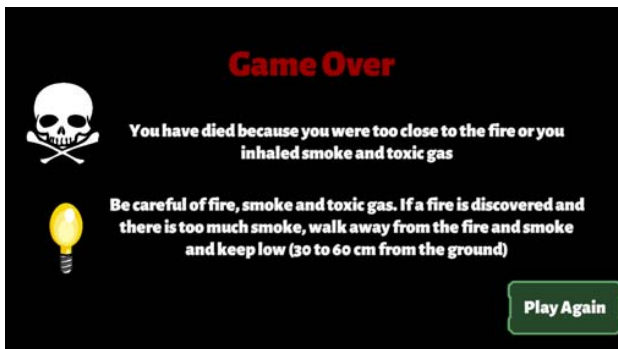 Game Over
You have died because you were too close to the fire or you
inhaled smoke and toxic gas
Be careful of fire, smoke and toxic gas. If a fire is discovered and
there is too much smoke, walk away from the fire and smoke
and keep low (30 to 60 cm from the ground)
Play Again